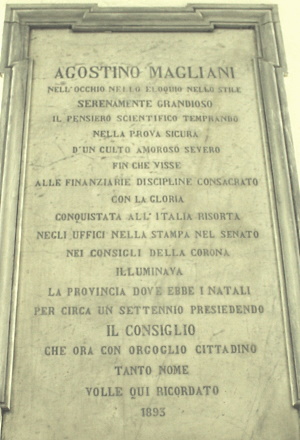 AGOSTINO MAGLIANI
NELL'OCCHIO NELLO ELOQUIO NELLO STILE
SERENAMENTE GRANDIOSO
IL PENSIERO SCIENTIFICO TEMPRANDO
NELLA PROVA SICURA
D'UN CULTO AMOROSO SEVERO
FIN CHE VISSE
ALLE FINANZIARIE DISCIPLINE CONSACRATO
CON LA GLORIA
CONQUISTATA ALL'ITALIA RISORTA
NEGLI UFFICI NELLA STAMPA NEL SENATO
NEI CONSIGLI DELLA CORONA
ILLUMINAVA
LA PROVINCIA DOVE EBBE I NATALI
PER CIRCA UN SETTENNIO PRESIEDENDO
IL CONSIGLIO
CHE ORA CON ORGOGLIO CITTADINO
TANTO NOME
VOLLE QUI RICORDATO
1893